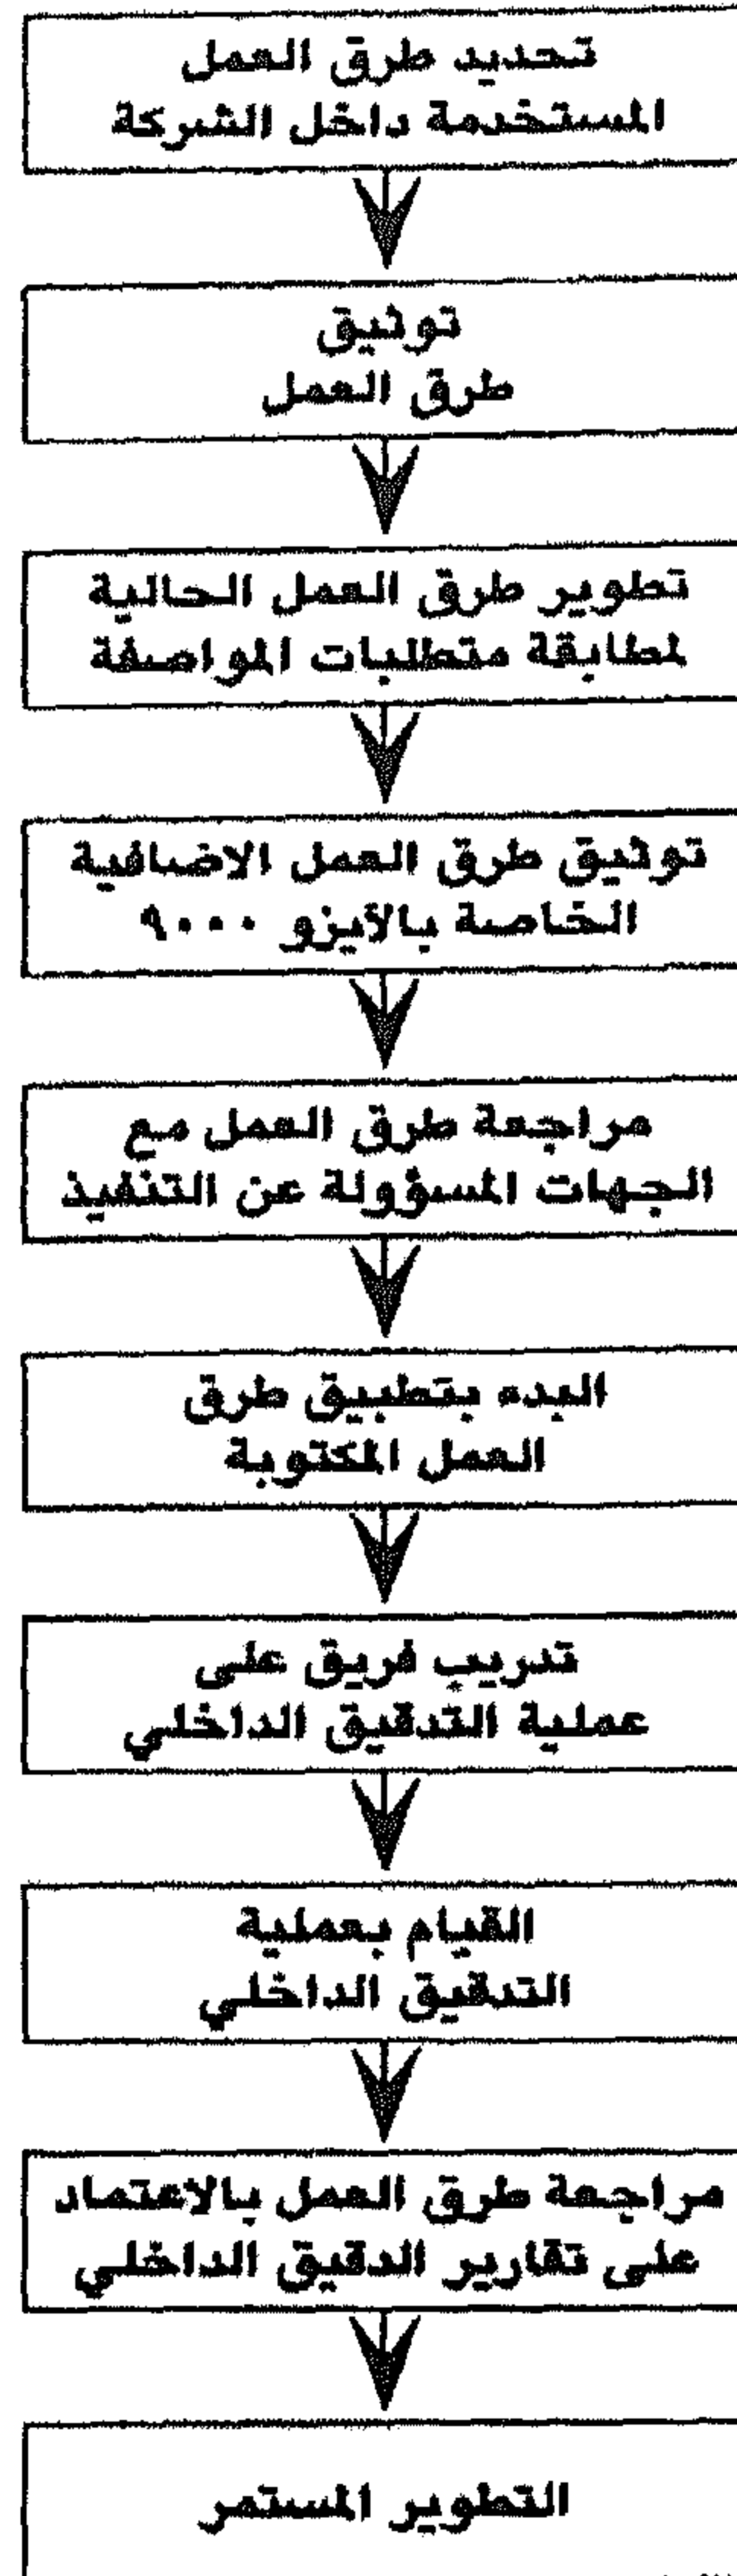 تحديد طرق العمل
المستخدمة داخل الشركة
توثيق
طرق العمل
تطوير طرق العمل الحالية
لمطابقة متطلبات المواصفة
توثيق طرق العمل الاضافية
الخاصة بالآيزو ٩٠٠٠
مراجعة طرق العمل مع
الجهات المسؤولة عن التنفيذ
البدء بتطبيق طرق
العمل المكتوبة
تدريب فريق على
عملية التدقيق الداخلي
القيام بعملية
التدقيق الداخلي
مراجعة طرق العمل بالاعتماد
على تقارير الدقيق الداخلي
التطوير المستمر